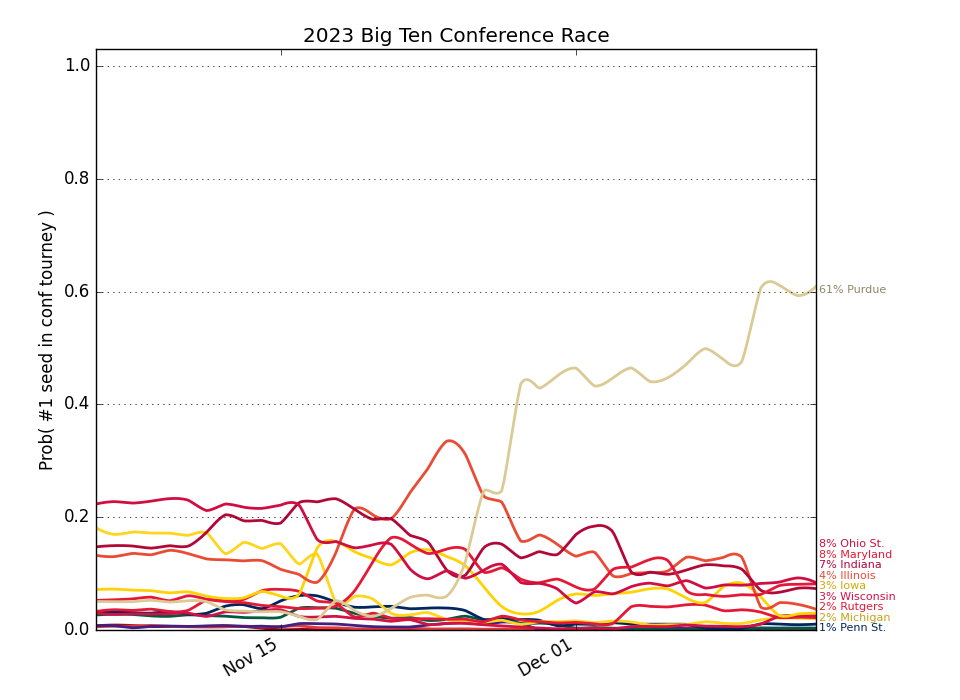 2023 Big Ten Conference Race
Prob( #1 seed in conf tourney )
1.0
0.8
0.6
0.4
0.2
0.0
Nov 15
Dec 01
61% Purdue
8% Ohio St.
8% Maryland
7% Indiana
4% Illinois
3% Iowa
3% Wisconsin
2% Rutgers
2% Michigan
1% Penn St.